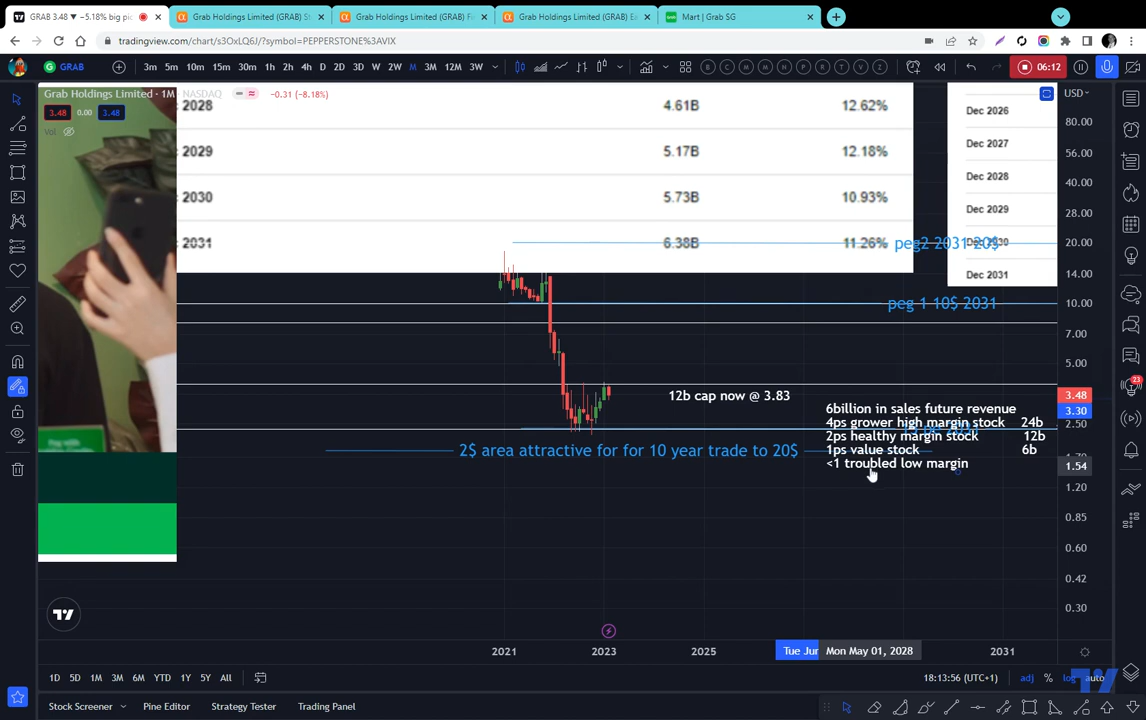 GRAB 3.48 ▼ −5.18% big pic
Grab Holdings Limited (GRAB) St
Grab Holdings Limited (GRAB) Fi
Grab Holdings Limited (GRAB) Ea
Mart | Grab SG
tradingview.com/chart/s3OxLQ6J/?symbol=PEPPERSTONE%3AVIX
GRAB
3m 5m 10m 15m 30m 1h 2h 4h D 2D 3D W 2W M 3M 12M 3W
B C M M N P R T V Z
06:12
Grab Holdings Limited · 1M
NASDAQ
−0.31 (−8.18%)
3.48 0.00 3.48
Vol
2028 4.61B 12.62%
2029 5.17B 12.18%
2030 5.73B 10.93%
2031 6.38B 11.26%
Dec 2026
Dec 2027
Dec 2028
Dec 2029
Dec 2030
Dec 2031
peg2 2031 20$
peg 1 10$ 2031
12b cap now @ 3.83
6billion in sales future revenue
4ps grower high margin stock 24b
2ps healthy margin stock 12b
1ps value stock 6b
<1 troubled low margin
2$ area attractive for for 10 year trade to 20$
USD
80.00
56.00
40.00
28.00
20.00
14.00
10.00
7.00
5.00
3.48
3.30
2.50
1.54
1.20
0.85
0.60
0.42
0.30
23
2021 2023 2025 Tue Jun Mon May 01, 2028 2031
1D 5D 1M 3M 6M YTD 1Y 5Y All
18:13:56 (UTC+1)
adj % log auto
Stock Screener Pine Editor Strategy Tester Trading Panel